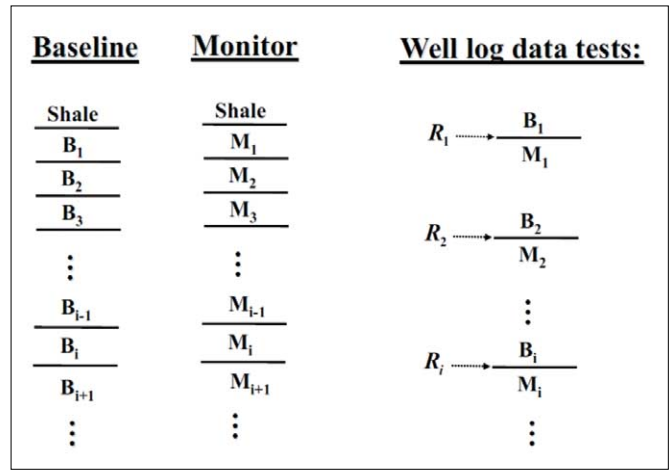 Baseline Monitor Well log data tests:
Shale Shale
B₁ M₁ R₁ B₁
M₁
B₂ M₂
B₃ M₃ R₂ B₂
M₂
⋮ ⋮ ⋮
Bᵢ₋₁ Mᵢ₋₁
Bᵢ Mᵢ Rᵢ Bᵢ
Mᵢ
Bᵢ₊₁ Mᵢ₊₁
⋮ ⋮ ⋮